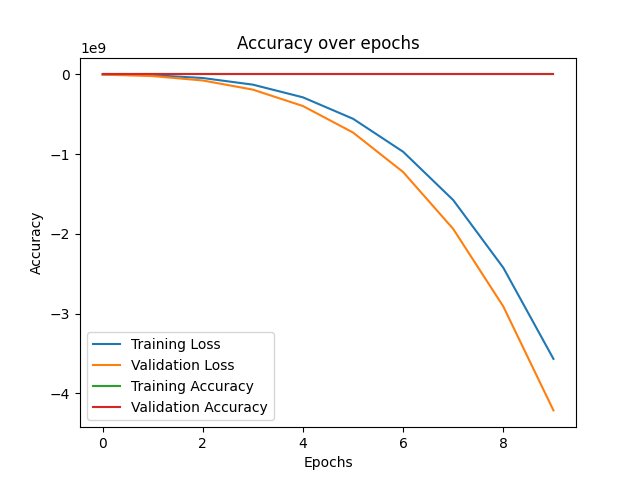 Accuracy over epochs
1e9
0
−1
−2
−3
−4
Accuracy
Training Loss
Validation Loss
Training Accuracy
Validation Accuracy
0 2 4 6 8
Epochs